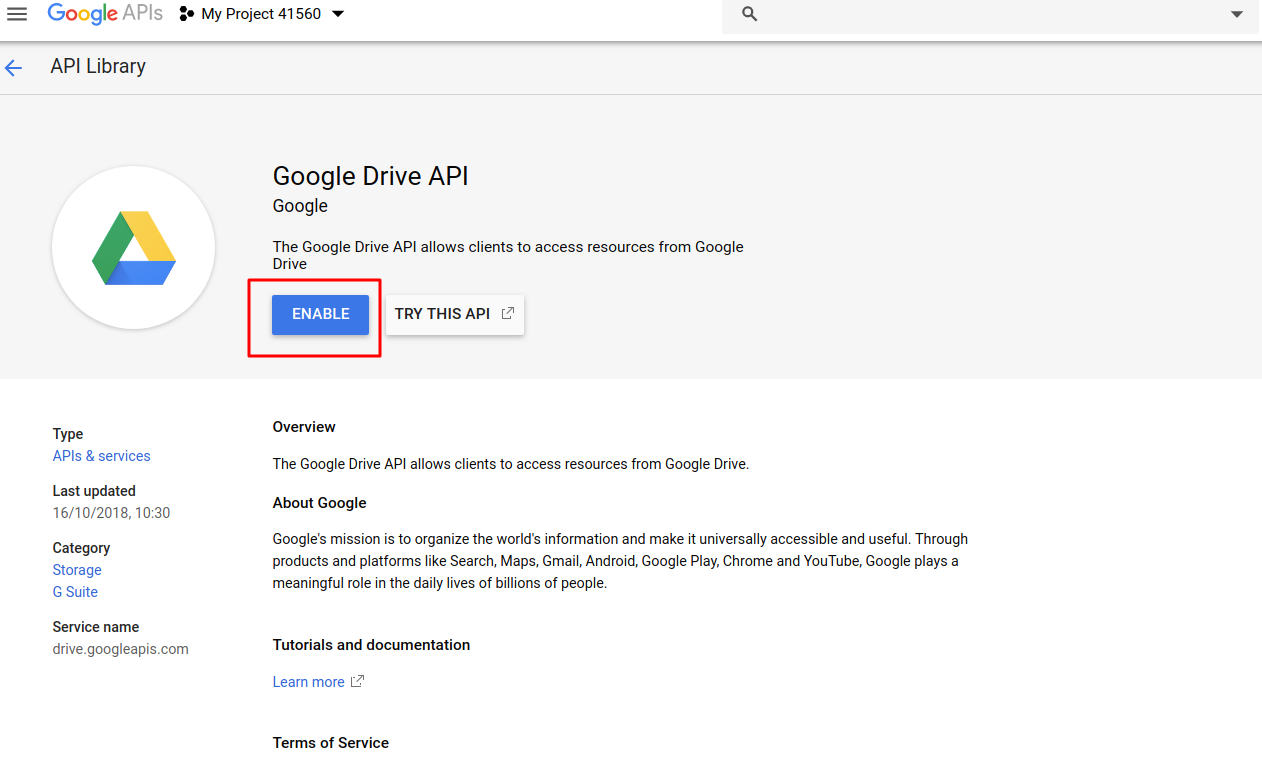 Google APIs My Project 41560
API Library
Google Drive API
Google
The Google Drive API allows clients to access resources from Google
Drive
ENABLE TRY THIS API
Type
APIs & services
Last updated
16/10/2018, 10:30
Category
Storage
G Suite
Service name
drive.googleapis.com
Overview
The Google Drive API allows clients to access resources from Google Drive.
About Google
Google's mission is to organize the world's information and make it universally accessible and useful. Through
products and platforms like Search, Maps, Gmail, Android, Google Play, Chrome and YouTube, Google plays a
meaningful role in the daily lives of billions of people.
Tutorials and documentation
Learn more
Terms of Service